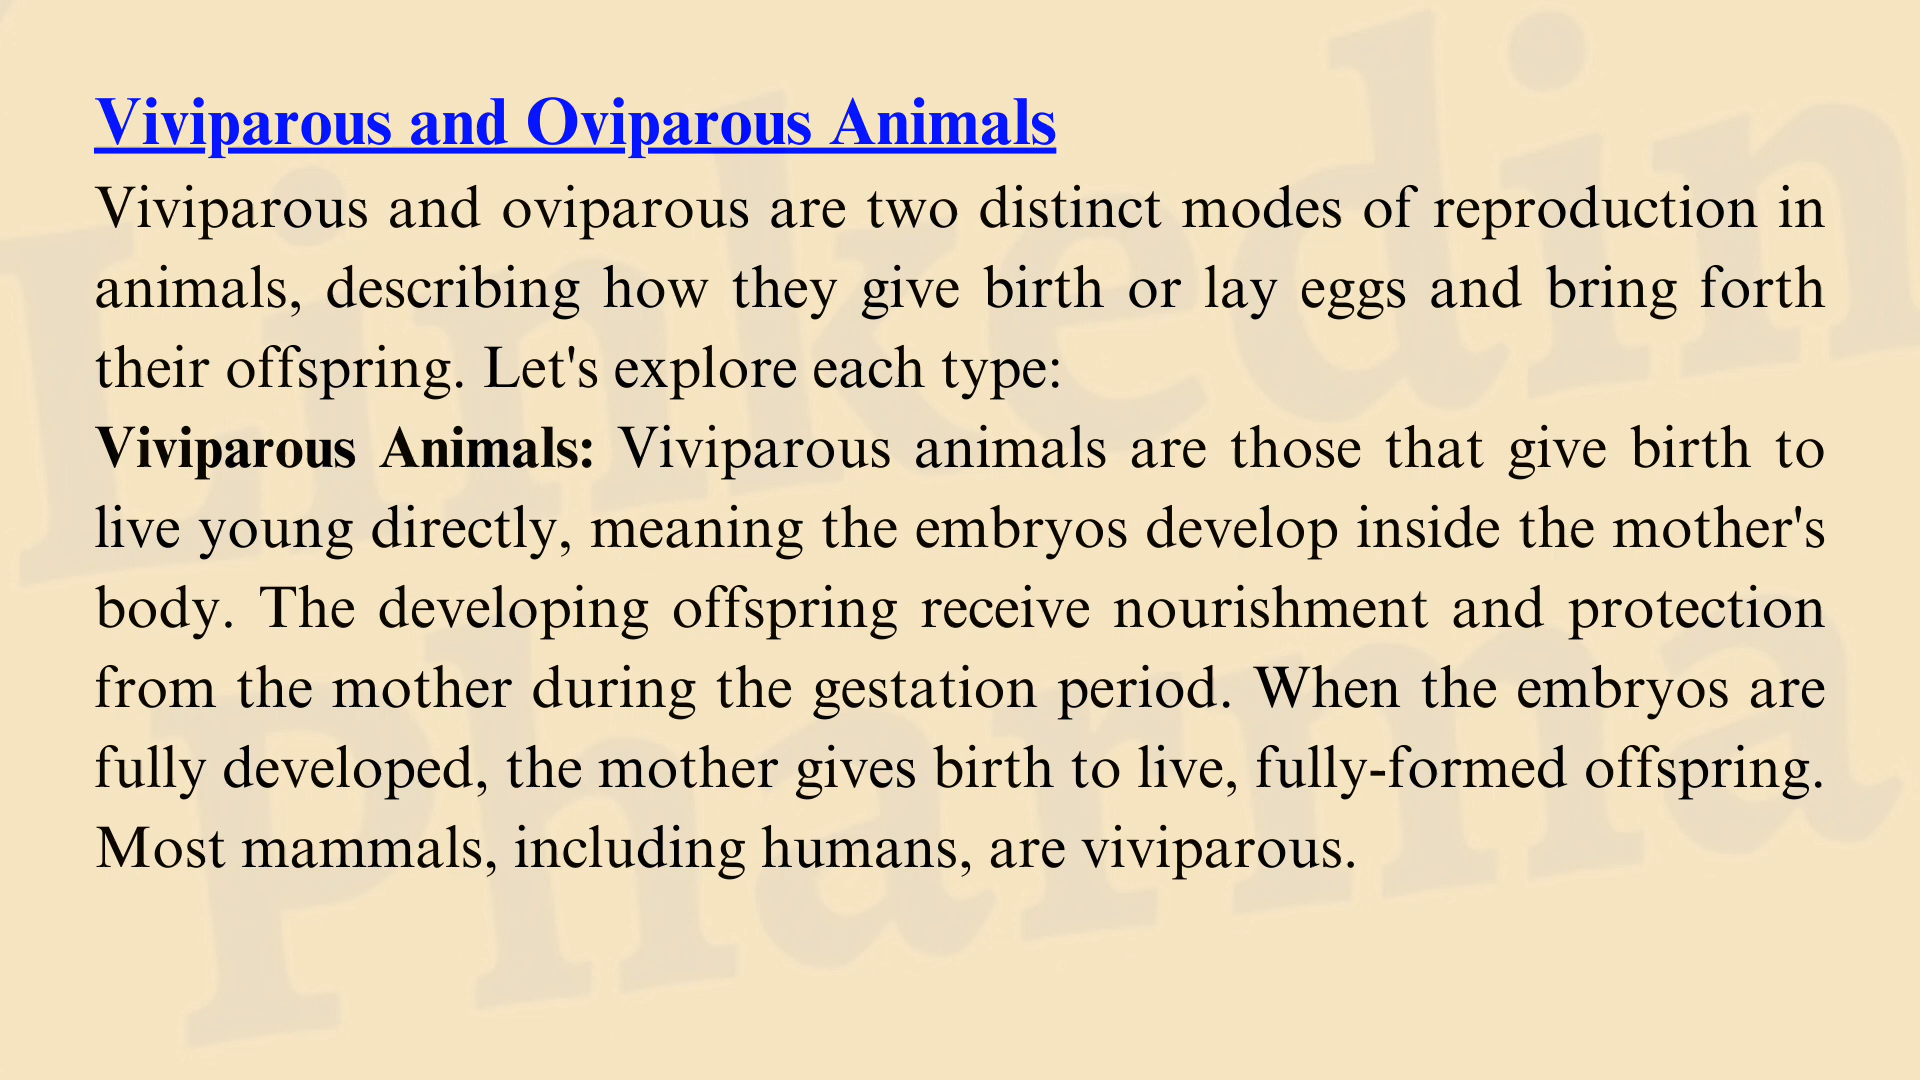 Viviparous and Oviparous Animals
Viviparous and oviparous are two distinct modes of reproduction in
animals, describing how they give birth or lay eggs and bring forth
their offspring. Let's explore each type:
Viviparous Animals: Viviparous animals are those that give birth to
live young directly, meaning the embryos develop inside the mother's
body. The developing offspring receive nourishment and protection
from the mother during the gestation period. When the embryos are
fully developed, the mother gives birth to live, fully-formed offspring.
Most mammals, including humans, are viviparous.
Linkedin
Pharma